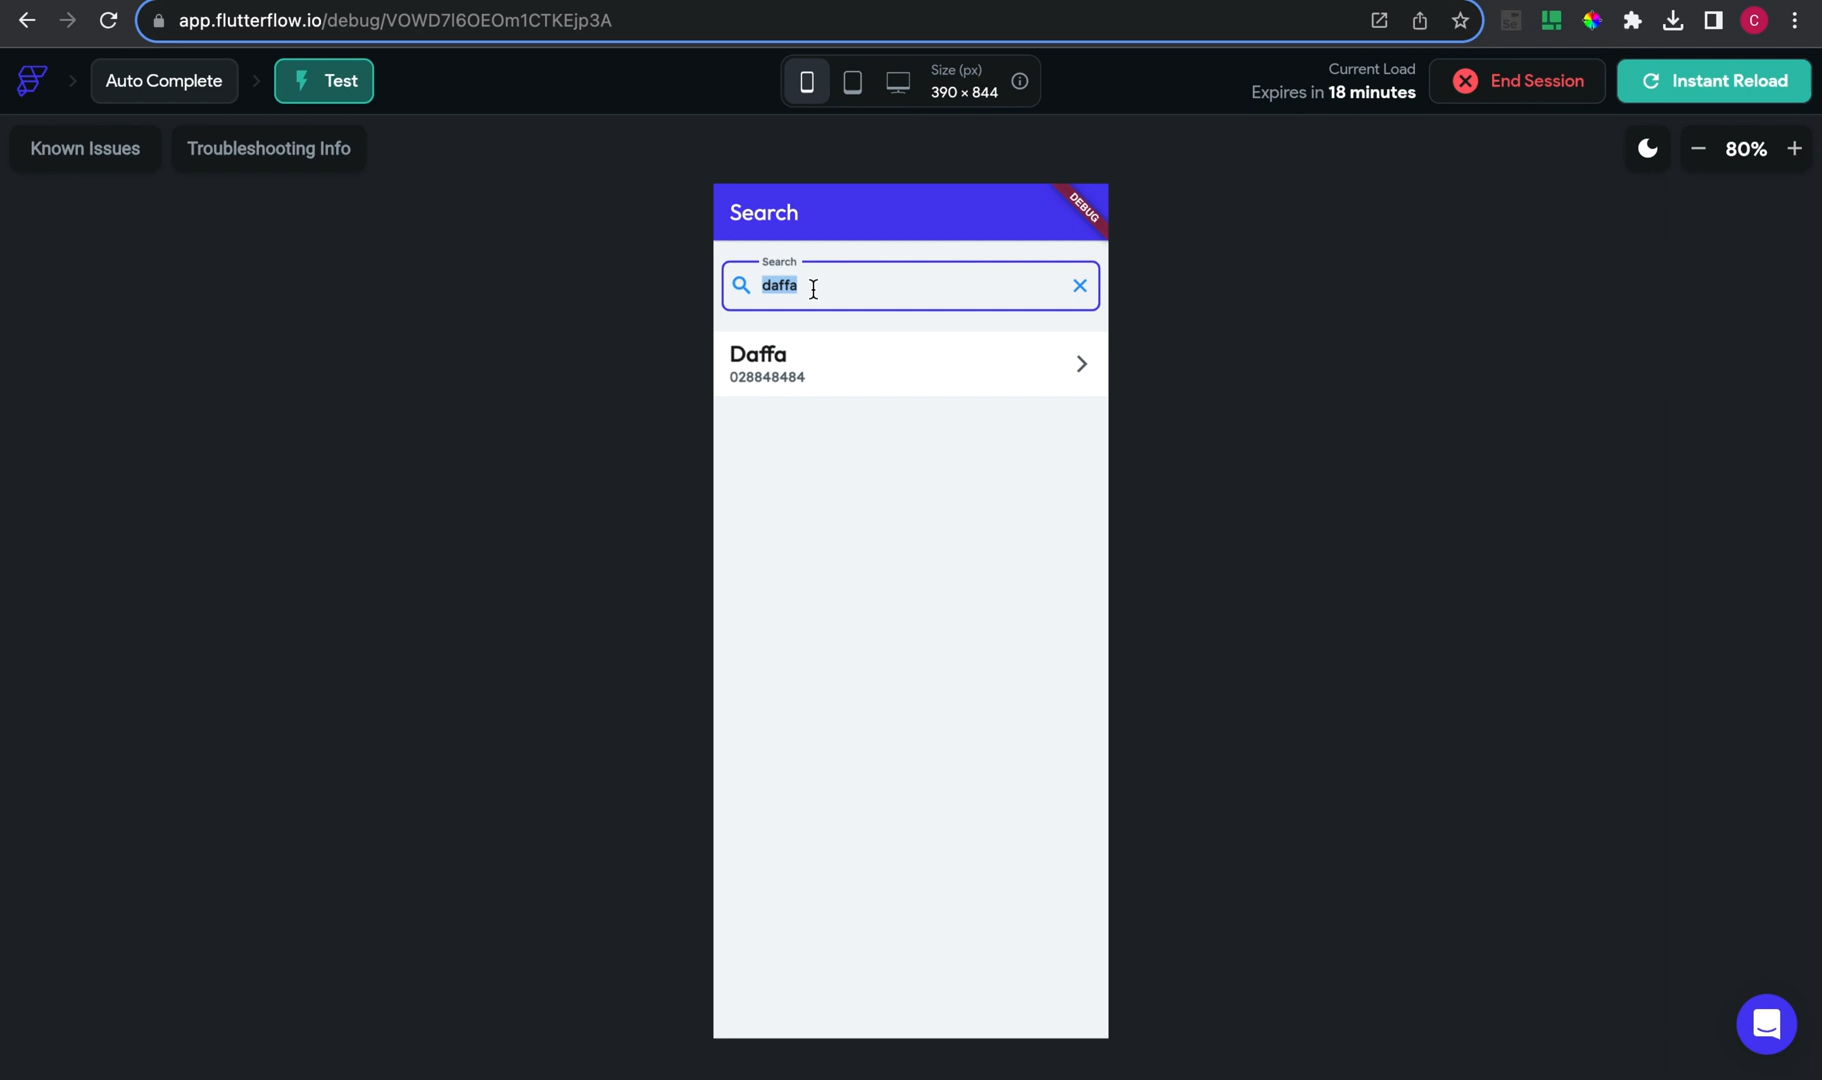 app.flutterflow.io/debug/VOWD7I6OEOm1CTKEjp3A
Se
C
Auto Complete
Test
Size (px)
390 × 844
Current Load
Expires in 18 minutes
End Session
Instant Reload
Known Issues
Troubleshooting Info
80%
Search
DEBUG
Search
daffa
Daffa
028848484